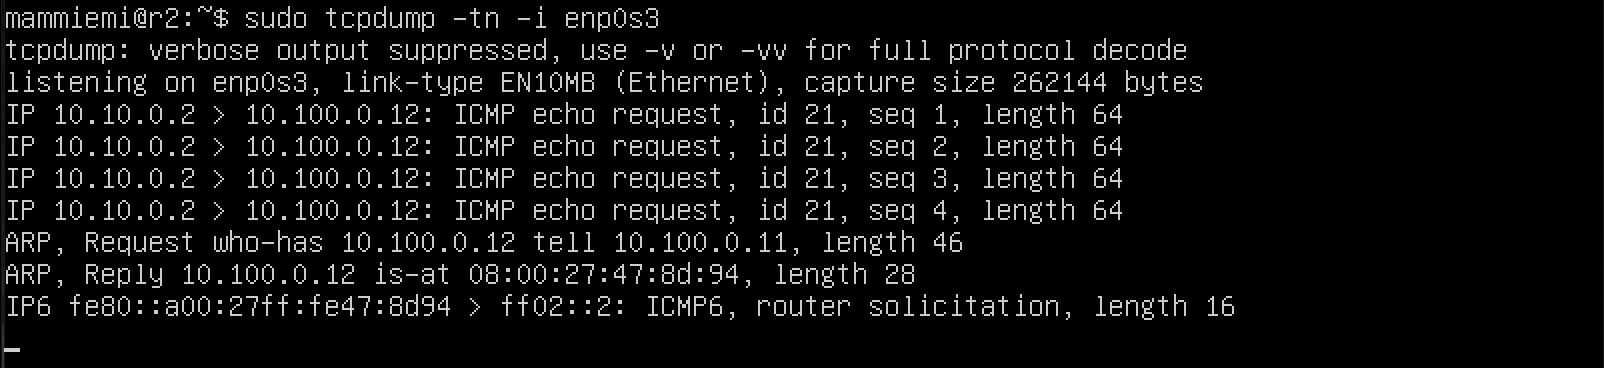 mammiemi@r2:~$ sudo tcpdump -tn -i enp0s3
tcpdump: verbose output suppressed, use -v or -vv for full protocol decode
listening on enp0s3, link-type EN10MB (Ethernet), capture size 262144 bytes
IP 10.10.0.2 > 10.100.0.12: ICMP echo request, id 21, seq 1, length 64
IP 10.10.0.2 > 10.100.0.12: ICMP echo request, id 21, seq 2, length 64
IP 10.10.0.2 > 10.100.0.12: ICMP echo request, id 21, seq 3, length 64
IP 10.10.0.2 > 10.100.0.12: ICMP echo request, id 21, seq 4, length 64
ARP, Request who-has 10.100.0.12 tell 10.100.0.11, length 46
ARP, Reply 10.100.0.12 is-at 08:00:27:47:8d:94, length 28
IP6 fe80::a00:27ff:fe47:8d94 > ff02::2: ICMP6, router solicitation, length 16